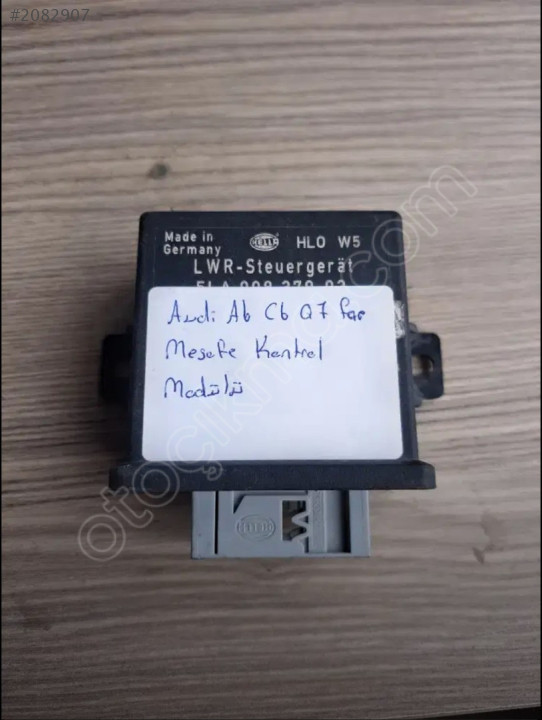 #2082907
Made in
Germany
HELLA
HLO W5
LWR-Steuergerät
Audi A6 C6 Q7 far
Mesafe Kontrol
Modülü
HELLA
otoçıkma.com